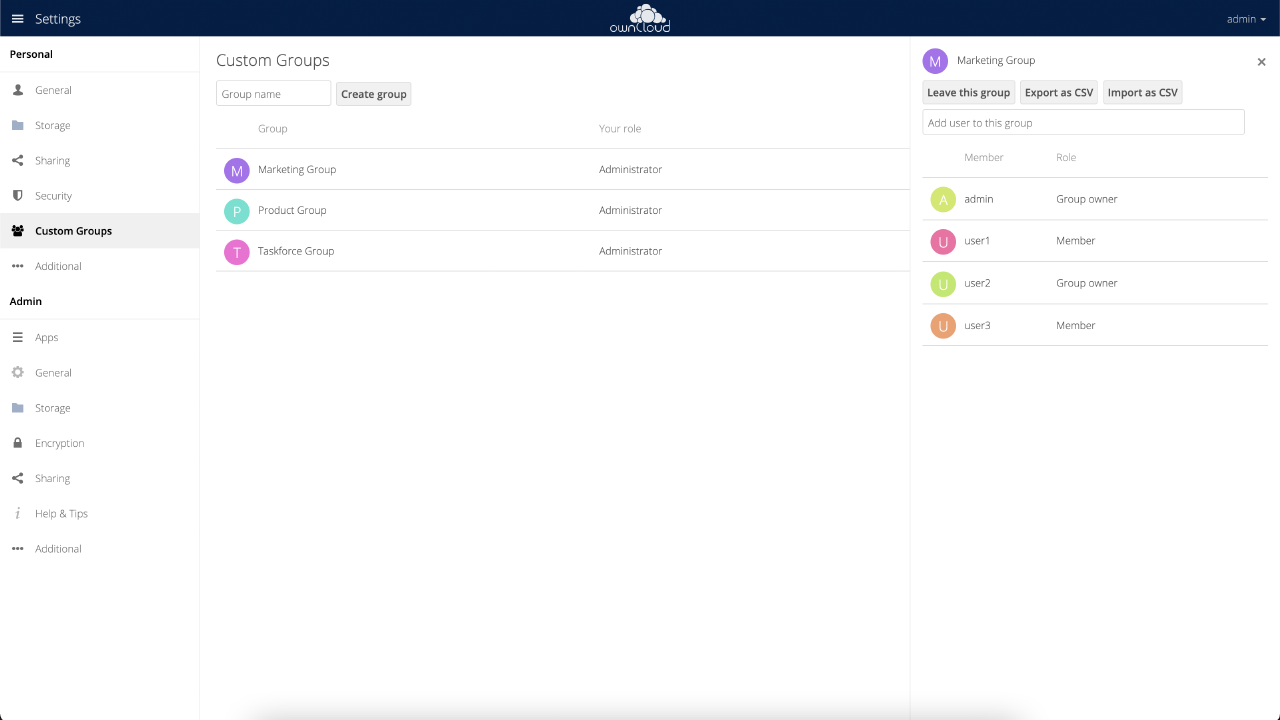 Settings
ownCloud
admin
Personal
General
Storage
Sharing
Security
Custom Groups
Additional
Admin
Apps
General
Storage
Encryption
Sharing
Help & Tips
Additional
Custom Groups
Group name Create group
Group Your role
M Marketing Group Administrator
P Product Group Administrator
T Taskforce Group Administrator
M Marketing Group
Leave this group Export as CSV Import as CSV
Add user to this group
Member Role
A admin Group owner
U user1 Member
U user2 Group owner
U user3 Member